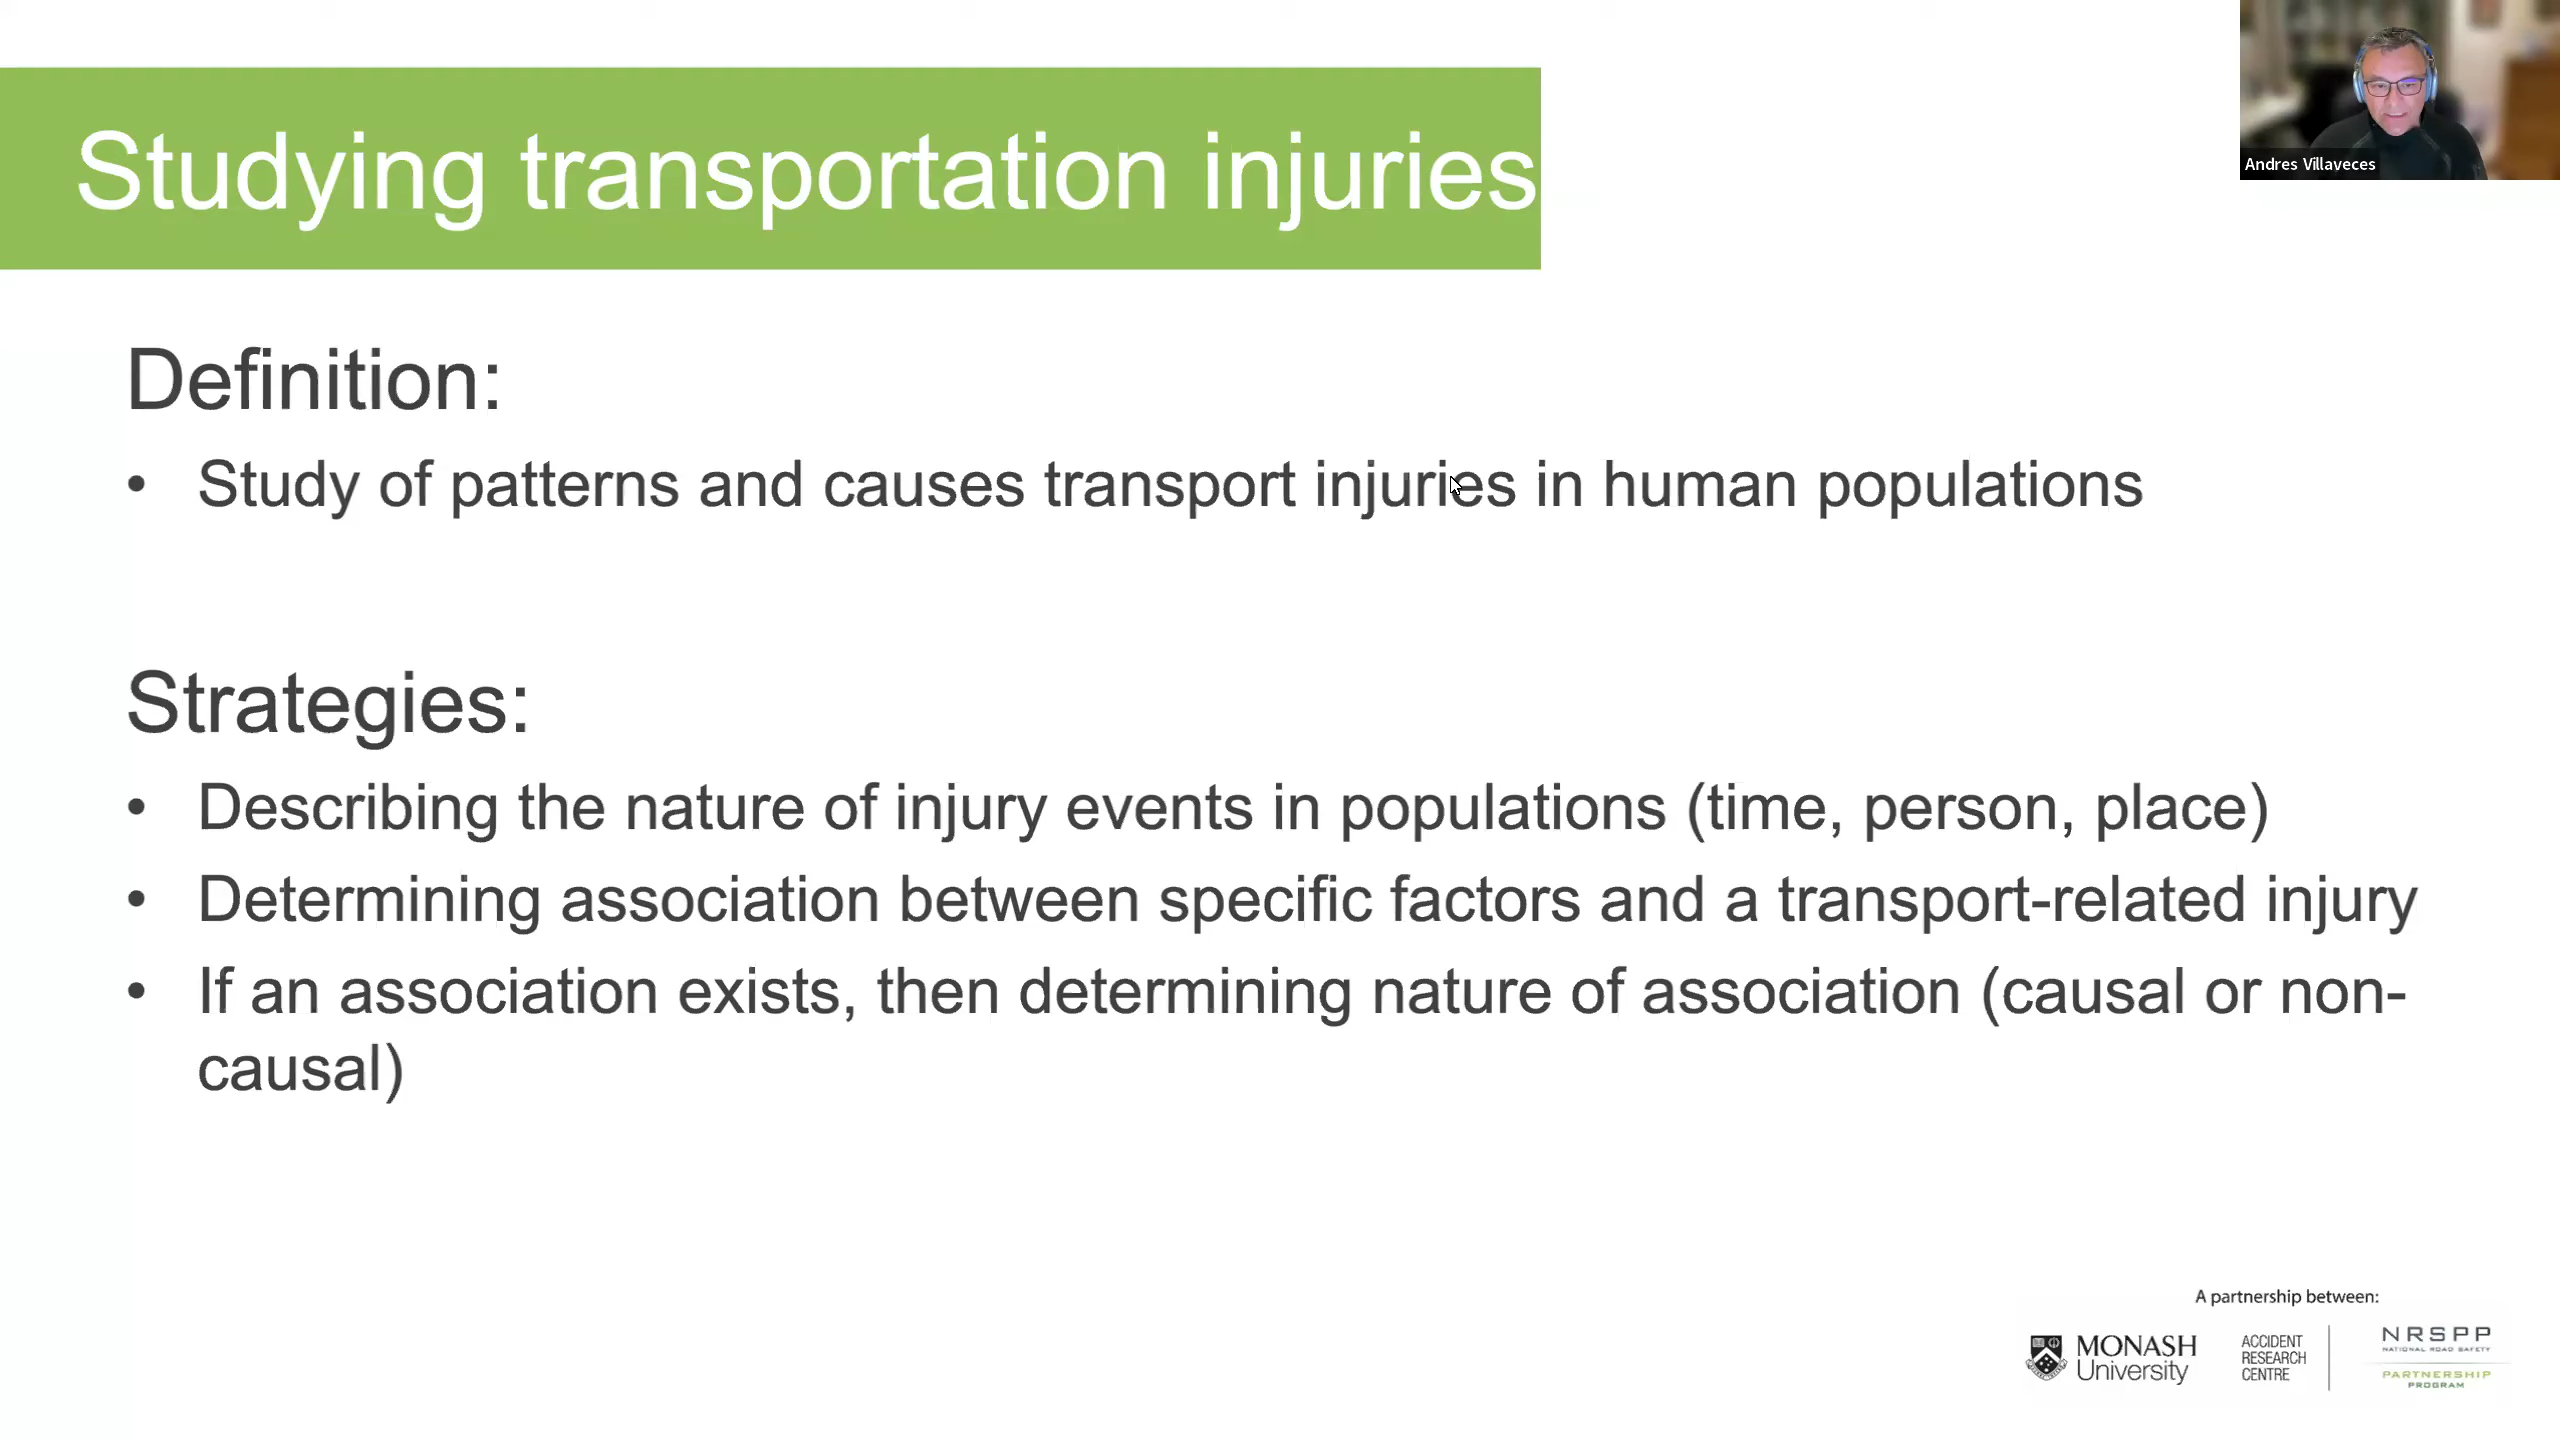 Studying transportation injuries
Andres Villaveces
Definition:
• Study of patterns and causes transport injuries in human populations
Strategies:
• Describing the nature of injury events in populations (time, person, place)
• Determining association between specific factors and a transport-related injury
• If an association exists, then determining nature of association (causal or non-
causal)
A partnership between:
MONASH
University
ACCIDENT
RESEARCH
CENTRE
NRSPP
NATIONAL ROAD SAFETY
PARTNERSHIP
PROGRAM